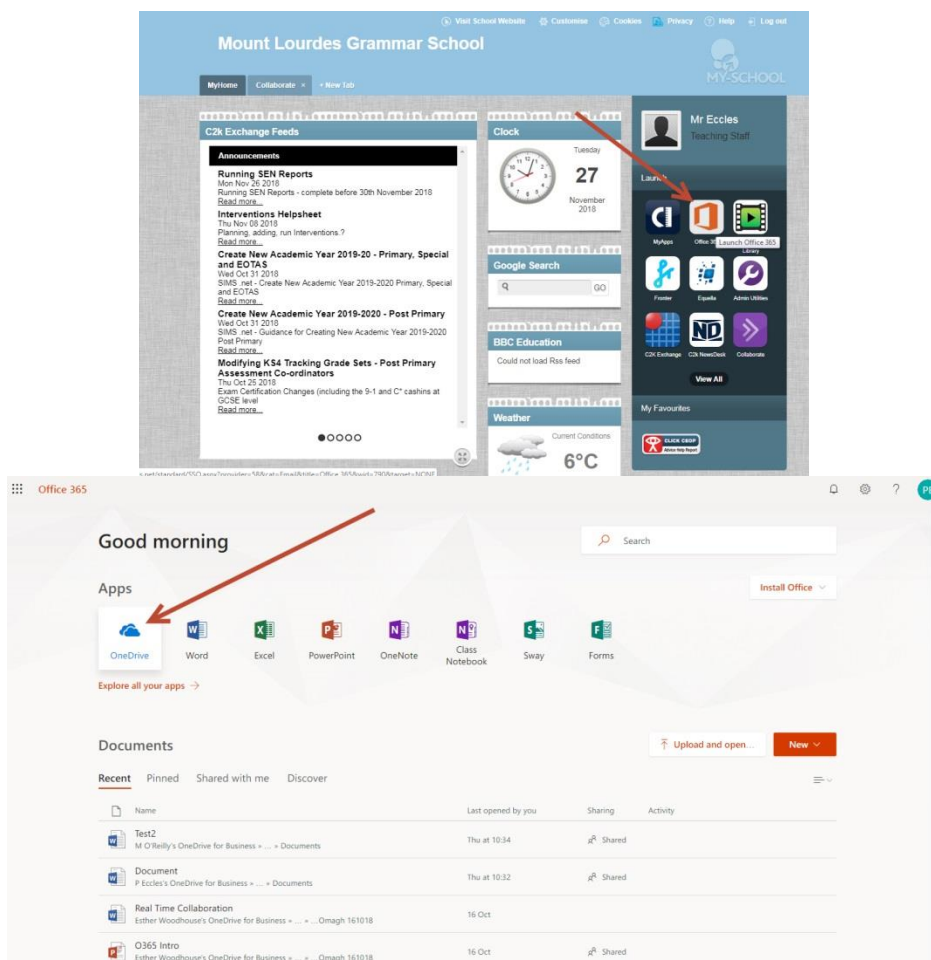 Visit School Website Customise Cookies Privacy Help Log out
Mount Lourdes Grammar School
MY-SCHOOL
MyHome Collaborate × + New Tab
C2k Exchange Feeds
Announcements
Running SEN Reports
Mon Nov 26 2018
Running SEN Reports - complete before 30th November 2018
Read more...
Interventions Helpsheet
Thu Nov 08 2018
Planning, adding, run Interventions.?
Read more...
Create New Academic Year 2019-20 - Primary, Special
and EOTAS
Wed Oct 31 2018
SIMS .net - Create New Academic Year 2019-2020 Primary, Special
and EOTAS
Read more...
Create New Academic Year 2019-2020 - Post Primary
Wed Oct 31 2018
SIMS .net - Guidance for Creating New Academic Year 2019-2020
Post Primary
Read more...
Modifying KS4 Tracking Grade Sets - Post Primary
Assessment Co-ordinators
Thu Oct 25 2018
Exam Certification Changes (including the 9-1 and C* cashins at
GCSE level
Read more...
Clock
Tuesday
27
November
2018
Google Search
GO
BBC Education
Could not load Rss feed
Weather
Current Conditions
6°C
Mr Eccles
Teaching Staff
Launch
MyApps Office 36 Launch Office 365
Library
Fronter Equella Admin Utilities
C2K Exchange C2k NewsDesk Collaborate
View All
My Favourites
CLICK CEOP
Advice Help Report
Office 365
Good morning
Search
Apps
Install Office
OneDrive Word Excel PowerPoint OneNote Class Notebook Sway Forms
Explore all your apps →
Documents
Upload and open... New
Recent Pinned Shared with me Discover
Name Last opened by you Sharing Activity
Test2
M O'Reilly's OneDrive for Business » ... » Documents
Thu at 10:34 Shared
Document
P Eccles's OneDrive for Business » ... » Documents
Thu at 10:32 Shared
Real Time Collaboration
Esther Woodhouse's OneDrive for Business » ... » ...Omagh 161018
16 Oct
O365 Intro
Esther Woodhouse's OneDrive for Business » ... » ...Omagh 161018
16 Oct Shared